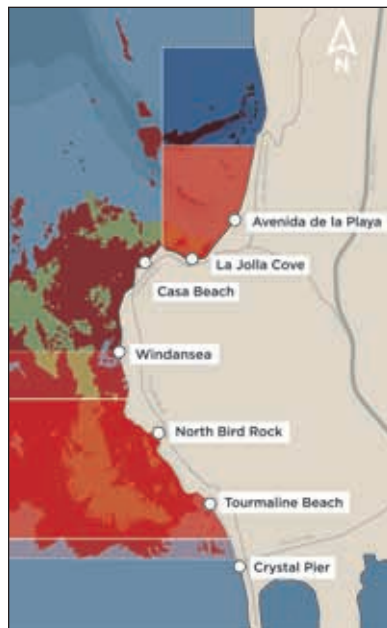 N
Avenida de la Playa
La Jolla Cove
Casa Beach
Windansea
North Bird Rock
Tourmaline Beach
Crystal Pier